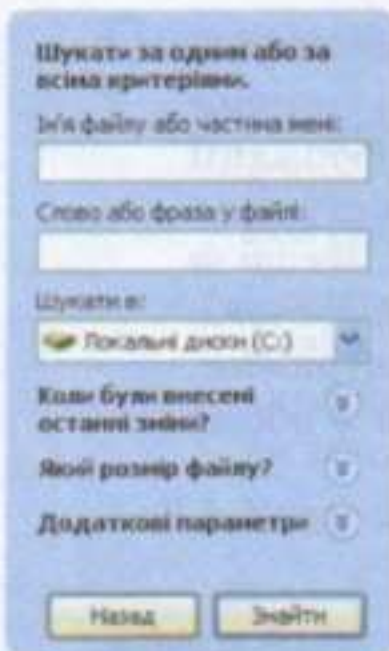 Шукати за одним або за
всіма критеріями.
Ім'я файлу або частина імені:
Слово або фраза у файлі:
Шукати в:
Локальні диски (C:)
Коли були внесені
останні зміни?
Який розмір файлу?
Додаткові параметри
Назад
Знайти